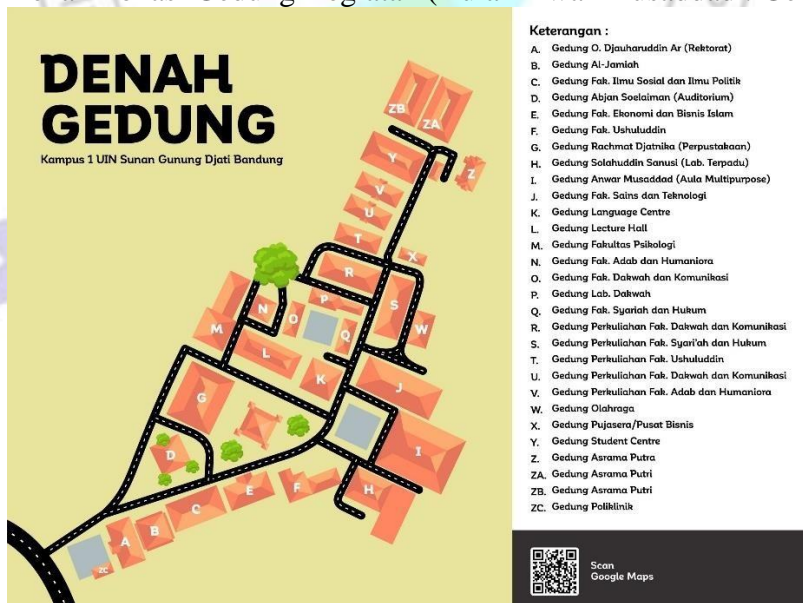 DENAH
GEDUNG
Kampus 1 UIN Sunan Gunung Djati Bandung
ZB
ZA
Y
Z
V
U
T
X
R
P
S
N
O
Q
W
M
L
K
J
G
I
D
H
F
E
C
B
A
ZC
Keterangan :
A. Gedung O. Djauharuddin Ar (Rektorat)
B. Gedung Al-Jamiah
C. Gedung Fak. Ilmu Sosial dan Ilmu Politik
D. Gedung Abjan Soelaiman (Auditorium)
E. Gedung Fak. Ekonomi dan Bisnis Islam
F. Gedung Fak. Ushuluddin
G. Gedung Rachmat Djatnika (Perpustakaan)
H. Gedung Solahuddin Sanusi (Lab. Terpadu)
I. Gedung Anwar Musaddad (Aula Multipurpose)
J. Gedung Fak. Sains dan Teknologi
K. Gedung Language Centre
L. Gedung Lecture Hall
M. Gedung Fakultas Psikologi
N. Gedung Fak. Adab dan Humaniora
O. Gedung Fak. Dakwah dan Komunikasi
P. Gedung Lab. Dakwah
Q. Gedung Fak. Syariah dan Hukum
R. Gedung Perkuliahan Fak. Dakwah dan Komunikasi
S. Gedung Perkuliahan Fak. Syari'ah dan Hukum
T. Gedung Perkuliahan Fak. Ushuluddin
U. Gedung Perkuliahan Fak. Dakwah dan Komunikasi
V. Gedung Perkuliahan Fak. Adab dan Humaniora
W. Gedung Olahraga
X. Gedung Pujasera/Pusat Bisnis
Y. Gedung Student Centre
Z. Gedung Asrama Putra
ZA. Gedung Asrama Putri
ZB. Gedung Asrama Putri
ZC. Gedung Poliklinik
Scan
Google Maps